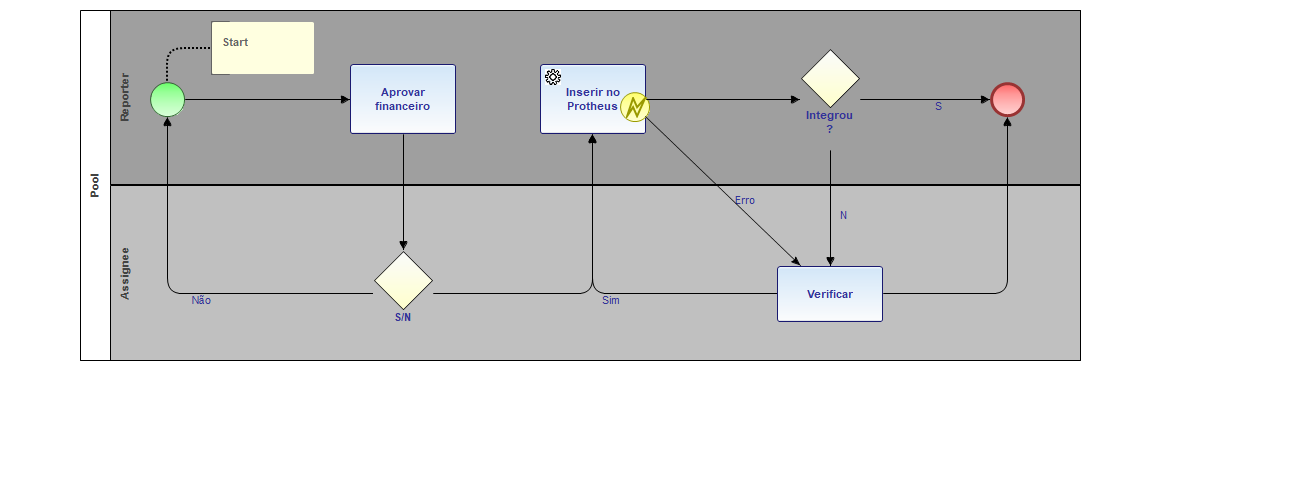 Pool
Reporter
Start
Aprovar
financeiro
Inserir no
Protheus
Integrou
?
S
Erro
N
Assignee
Não
S/N
Sim
Verificar